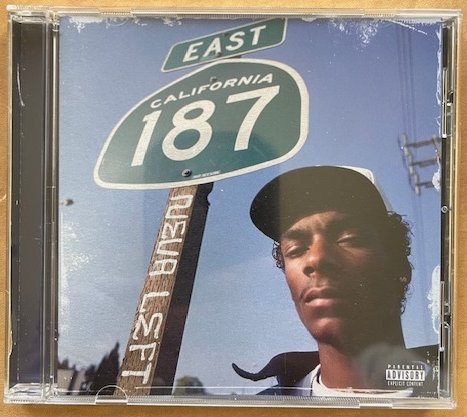 EAST
CALIFORNIA
187
NEVA LEFT
PARENTAL
ADVISORY
EXPLICIT CONTENT